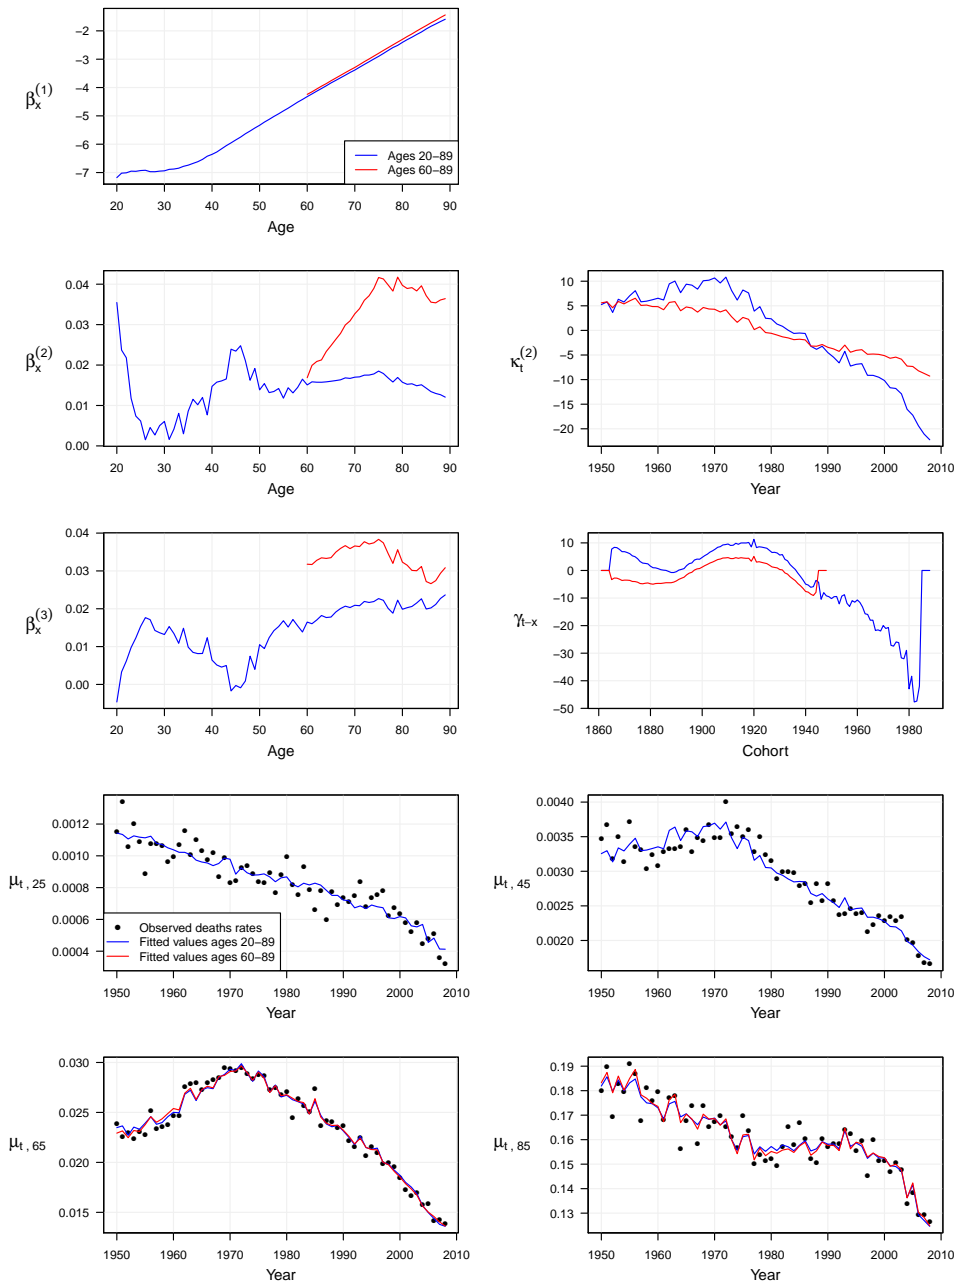 −2
−3
−4
−5
−6
−7
βx(1)
Ages 20−89
Ages 60−89
20 30 40 50 60 70 80 90
Age
0.04
0.03
0.02
0.01
0.00
βx(2)
20 30 40 50 60 70 80 90
Age
10
5
0
−5
−10
−15
−20
κt(2)
1950 1960 1970 1980 1990 2000 2010
Year
0.04
0.03
0.02
0.01
0.00
βx(3)
20 30 40 50 60 70 80 90
Age
10
0
−10
−20
−30
−40
−50
γt−x
1860 1880 1900 1920 1940 1960 1980
Cohort
0.0012
0.0010
0.0008
0.0006
0.0004
μt , 25
Observed deaths rates
Fitted values ages 20−89
Fitted values ages 60−89
1950 1960 1970 1980 1990 2000 2010
Year
0.0040
0.0035
0.0030
0.0025
0.0020
μt , 45
1950 1960 1970 1980 1990 2000 2010
Year
0.030
0.025
0.020
0.015
μt , 65
1950 1960 1970 1980 1990 2000 2010
Year
0.19
0.18
0.17
0.16
0.15
0.14
0.13
μt , 85
1950 1960 1970 1980 1990 2000 2010
Year